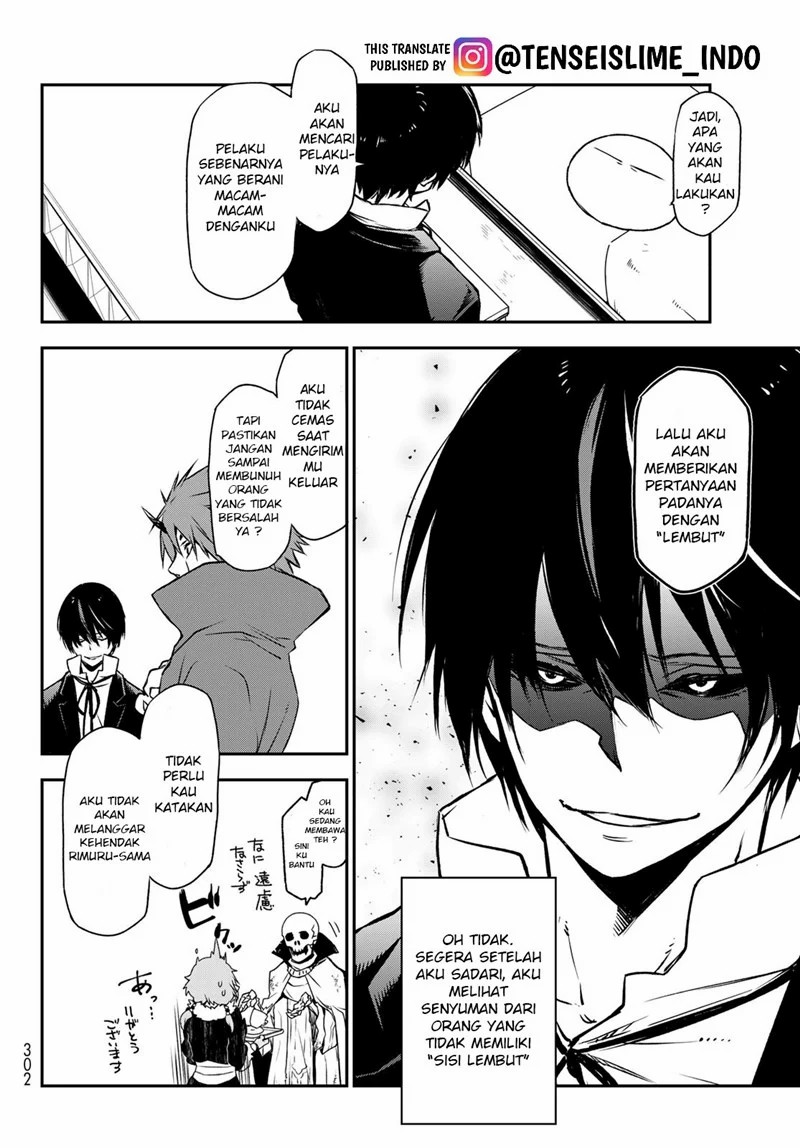 THIS TRANSLATE
PUBLISHED BY
@TENSEISLIME_INDO
JADI,
APA
YANG
AKAN
KAU
LAKUKAN
?
AKU
AKAN
MENCARI
PELAKU-
NYA
PELAKU
SEBENARNYA
YANG BERANI
MACAM-
MACAM
DENGANKU
LALU AKU
AKAN
MEMBERIKAN
PERTANYAAN
PADANYA
DENGAN
"LEMBUT"
OH TIDAK.
SEGERA SETELAH
AKU SADARI, AKU
MELIHAT
SENYUMAN DARI
ORANG YANG
TIDAK MEMILIKI
"SISI LEMBUT"
AKU
TIDAK
CEMAS
SAAT
MENGIRIM
MU
KELUAR
TAPI
PASTIKAN
JANGAN
SAMPAI
MEMBUNUH
ORANG
YANG TIDAK
BERSALAH
YA ?
TIDAK
PERLU
KAU
KATAKAN
AKU TIDAK
AKAN
MELANGGAR
KEHENDAK
RIMURU-SAMA
OH
KAU
SEDANG
MEMBAWA
TEH ?
SINI
KU
BANTU
なに遠慮
なさらず
ビクッ
あっ…
ありがとう
ございます
302